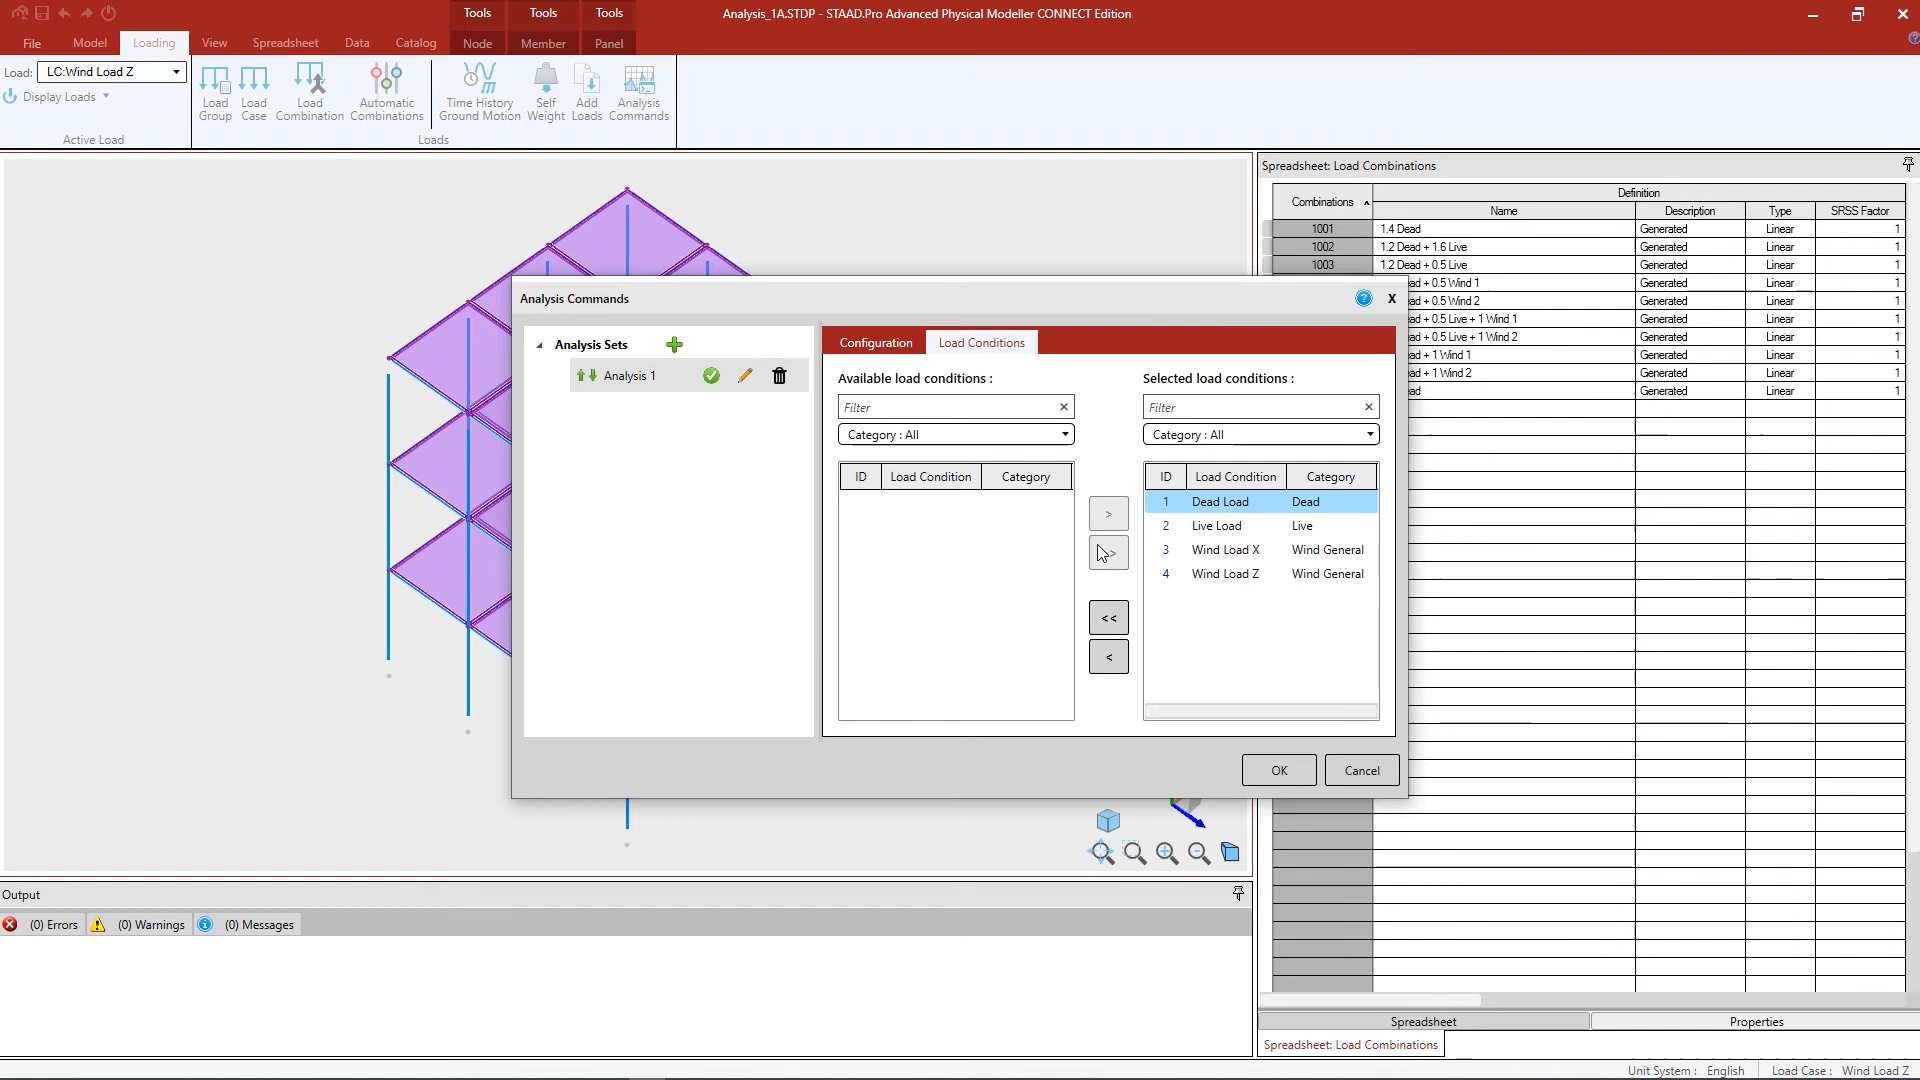 Analysis_1A.STDP - STAAD.Pro Advanced Physical Modeller CONNECT Edition
Tools Tools Tools
File Model Loading View Spreadsheet Data Catalog Node Member Panel
Load: LC:Wind Load Z
Display Loads
Active Load
Load Group
Load Case
Load Combination
Automatic Combinations
Time History Ground Motion
Self Weight
Add Loads
Analysis Commands
Loads
Spreadsheet: Load Combinations
Combinations Definition
Name Description Type SRSS Factor
1001 1.4 Dead Generated Linear 1
1002 1.2 Dead + 1.6 Live Generated Linear 1
1003 1.2 Dead + 0.5 Live Generated Linear 1
ead + 0.5 Wind 1 Generated Linear 1
ead + 0.5 Wind 2 Generated Linear 1
ead + 0.5 Live + 1 Wind 1 Generated Linear 1
ead + 0.5 Live + 1 Wind 2 Generated Linear 1
ead + 1 Wind 1 Generated Linear 1
ead + 1 Wind 2 Generated Linear 1
ead Generated Linear 1
Analysis Commands
? X
Analysis Sets
Analysis 1
Configuration Load Conditions
Available load conditions :
Filter
Category : All
ID Load Condition Category
>
>
<<
<
Selected load conditions :
Filter
Category : All
ID Load Condition Category
1 Dead Load Dead
2 Live Load Live
3 Wind Load X Wind General
4 Wind Load Z Wind General
OK Cancel
Output
(0) Errors (0) Warnings (0) Messages
Spreadsheet Properties
Spreadsheet: Load Combinations
Unit System : English Load Case : Wind Load Z